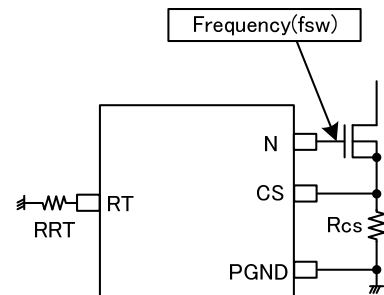 Frequency(fsw)
N
CS
RT
RRT
Rcs
PGND